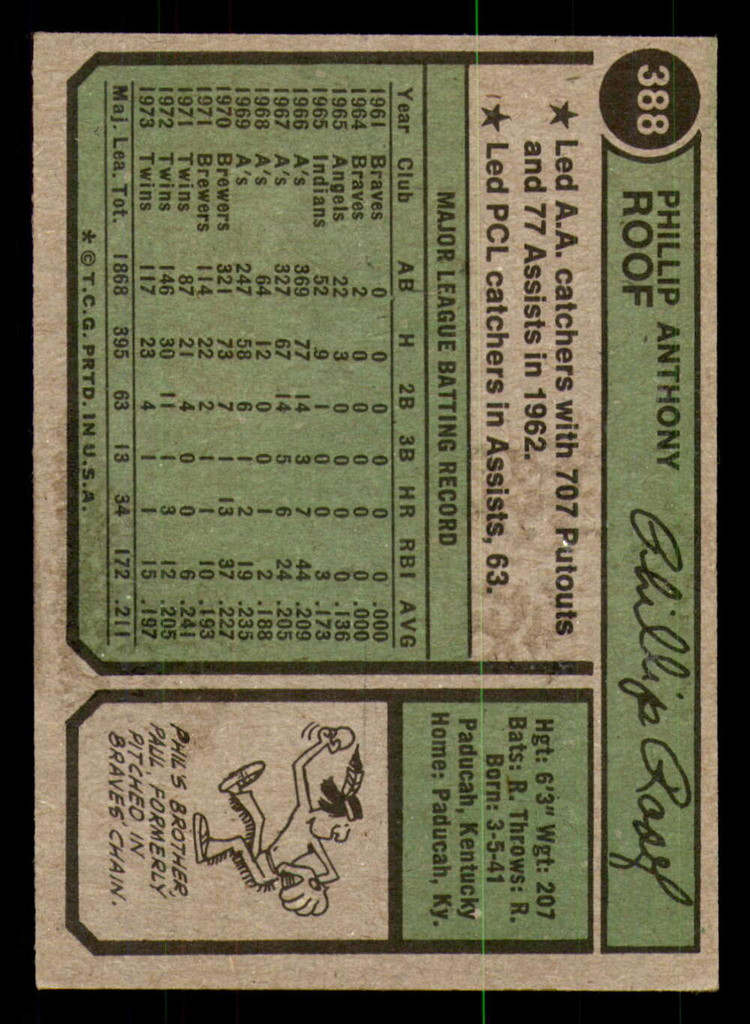 388
PHILLIP ANTHONY
ROOF
Phillip Roof
★ Led A.A. catchers with 707 Putouts
and 77 Assists in 1962.
★ Led PCL catchers in Assists, 63.
MAJOR LEAGUE BATTING RECORD
Year Club AB H 2B 3B HR RBI AVG
1961 Braves 0 0 0 0 0 0 .000
1964 Braves 2 0 0 0 0 0 .000
1965 Angels 22 3 0 0 0 0 .136
1965 Indians 52 9 1 0 0 3 .173
1966 A's 369 77 14 3 7 44 .209
1967 A's 327 67 14 5 6 24 .205
1968 A's 64 12 0 0 1 2 .188
1969 A's 247 58 6 1 2 19 .235
1970 Brewers 321 73 7 1 13 37 .227
1971 Brewers 114 22 2 1 1 10 .193
1971 Twins 87 21 4 0 0 6 .241
1972 Twins 146 30 11 1 3 12 .205
1973 Twins 117 23 4 1 1 15 .197
Maj. Lea. Tot. 1868 395 63 13 34 172 .211
* © T.C.G. PRTD. IN U.S.A.
Hgt: 6'3" Wgt: 207
Bats: R. Throws: R.
Born: 3-5-41
Paducah, Kentucky
Home: Paducah, Ky.
PHIL'S BROTHER,
PAUL, FORMERLY
PITCHED IN
BRAVES' CHAIN.